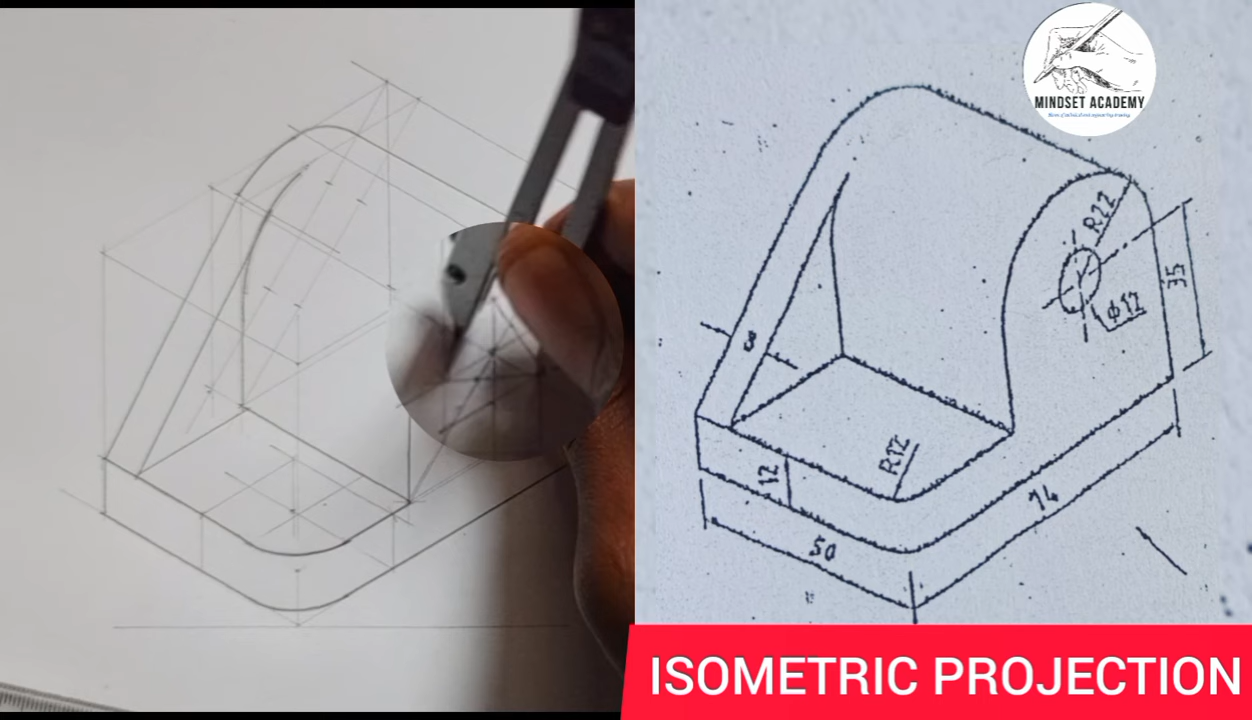 MINDSET ACADEMY
R22
35
ϕ12
8
R12
12
74
50
ISOMETRIC PROJECTION